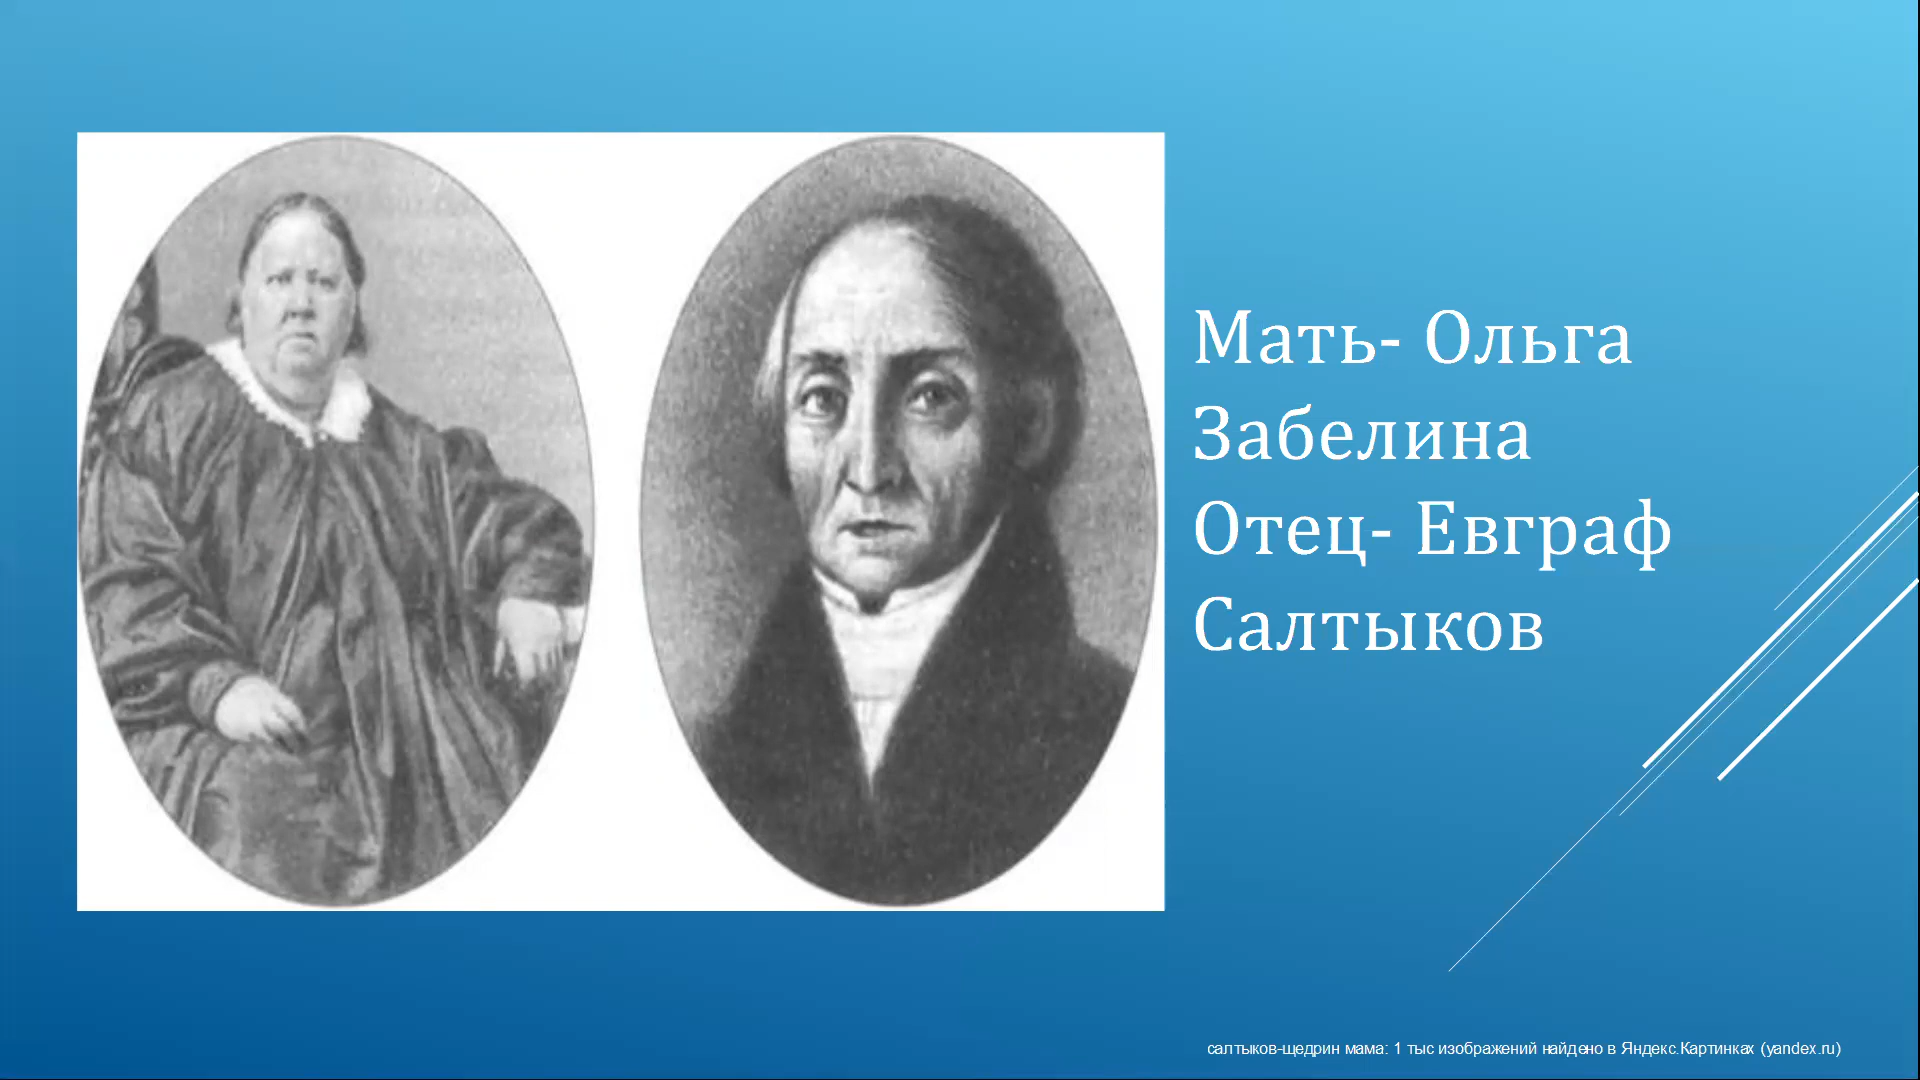 Мать- Ольга
Забелина
Отец- Евграф
Салтыков
салтыков-щедрин мама: 1 тыс изображений найдено в Яндекс.Картинках (yandex.ru)